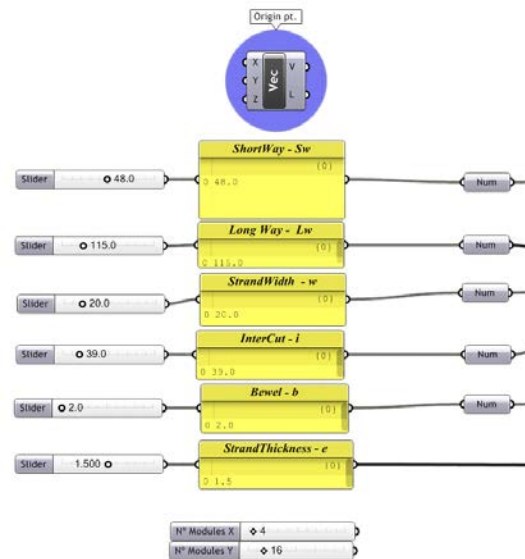 Origin pt.
X
Y
Z
Vec
V
L
ShortWay - Sw
{0}
0 48.0
Slider 48.0
Num
Long Way - Lw
{0}
0 115.0
Slider 115.0
Num
StrandWidth - w
{0}
0 20.0
Slider 20.0
Num
InterCut - i
{0}
0 39.0
Slider 39.0
Num
Bewel - b
{0}
0 2.0
Slider 2.0
Num
StrandThickness - e
{0}
0 1.5
Slider 1.500
Nº Modules X 4
Nº Modules Y 16